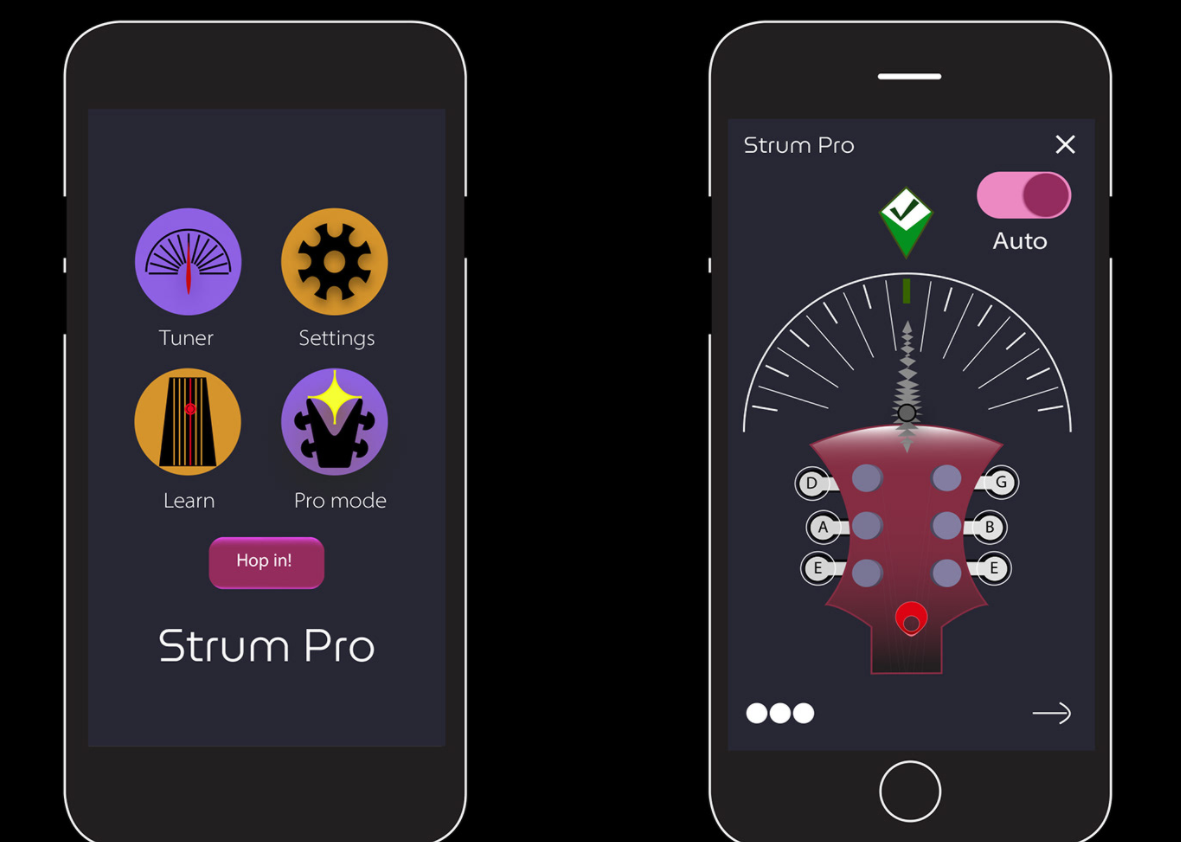 Tuner
Settings
Learn
Pro mode
Hop in!
Strum Pro
Strum Pro
Auto
D
G
A
B
E
E